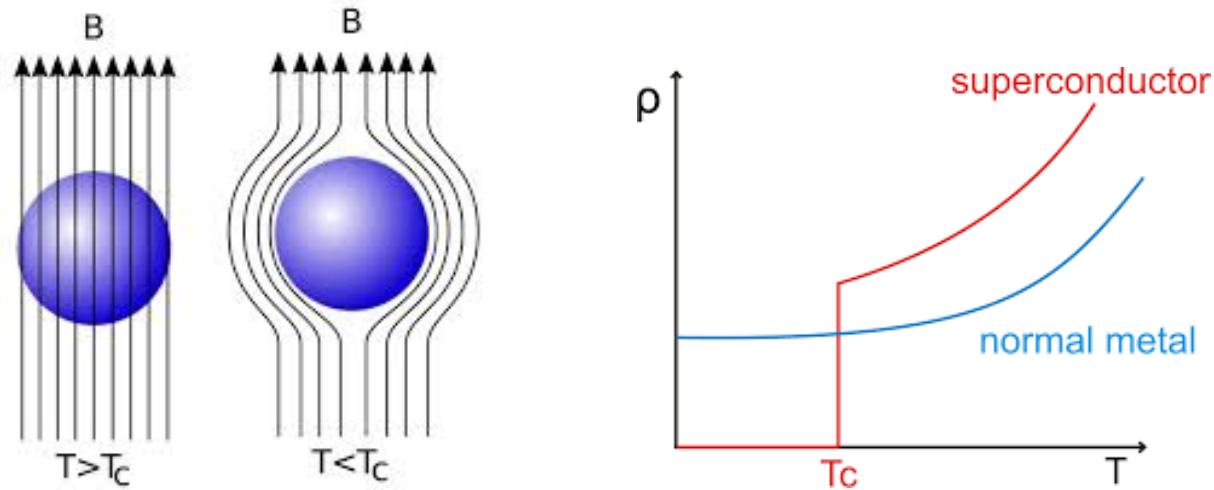 B
B
T>Tc
T<Tc
ρ
superconductor
normal metal
Tc
T